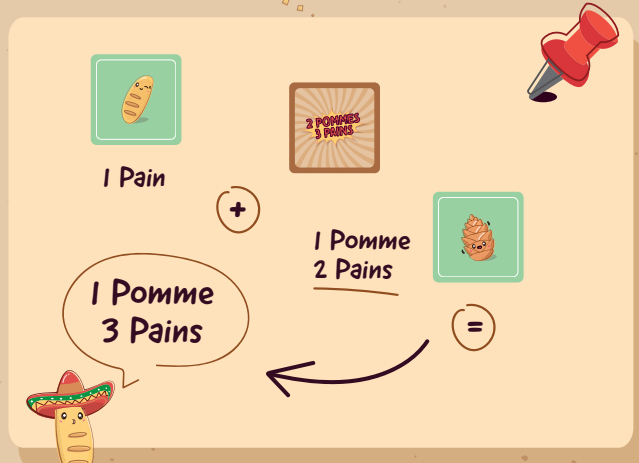 2 POMMES
3 PAINS
1 Pain
+
1 Pomme
2 Pains
1 Pomme
3 Pains
=